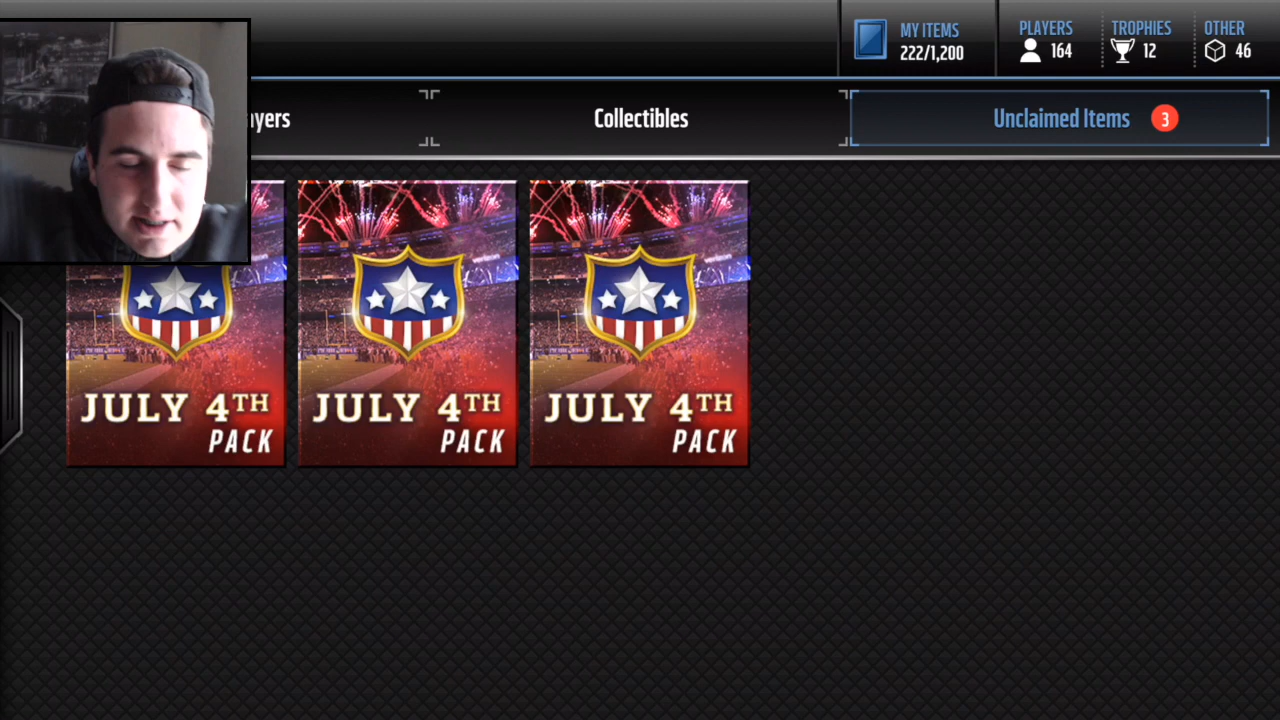 MY ITEMS
222/1,200
PLAYERS
164
TROPHIES
12
OTHER
46
Collectibles
Unclaimed Items
3
JULY 4TH
PACK
JULY 4TH
PACK
JULY 4TH
PACK